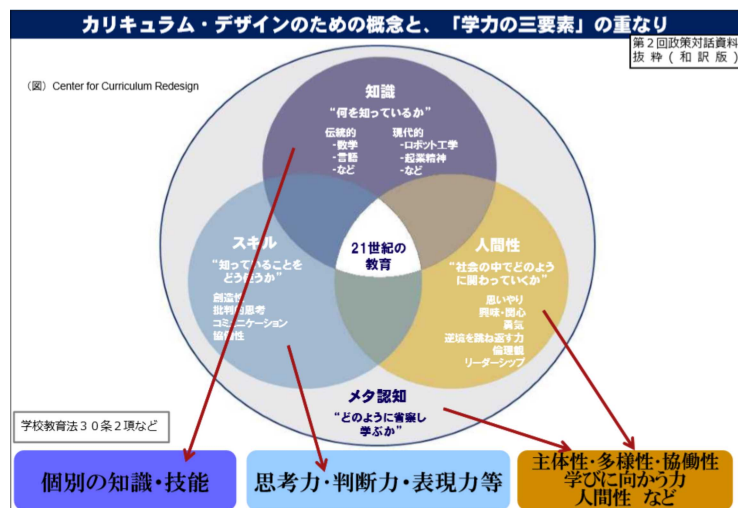 カリキュラム・デザインのための概念と、「学力の三要素」の重なり
第２回政策対話資料
抜粋(和訳版)
（図）Center for Curriculum Redesign
知識
“何を知っているか”
伝統的
-数学
-言語
-など
現代的
-ロボット工学
-起業精神
-など
スキル
“知っていることを
どう使うか”
創造性
批判的思考
コミュニケーション
協働性
21世紀の
教育
人間性
“社会の中でどのよう
に関わっていくか”
思いやり
興味・関心
勇気
逆境を跳ね返す力
倫理観
リーダーシップ
メタ認知
“どのように省察し
学ぶか”
学校教育法３０条２項など
個別の知識・技能
思考力・判断力・表現力等
主体性・多様性・協働性
学びに向かう力
人間性 など